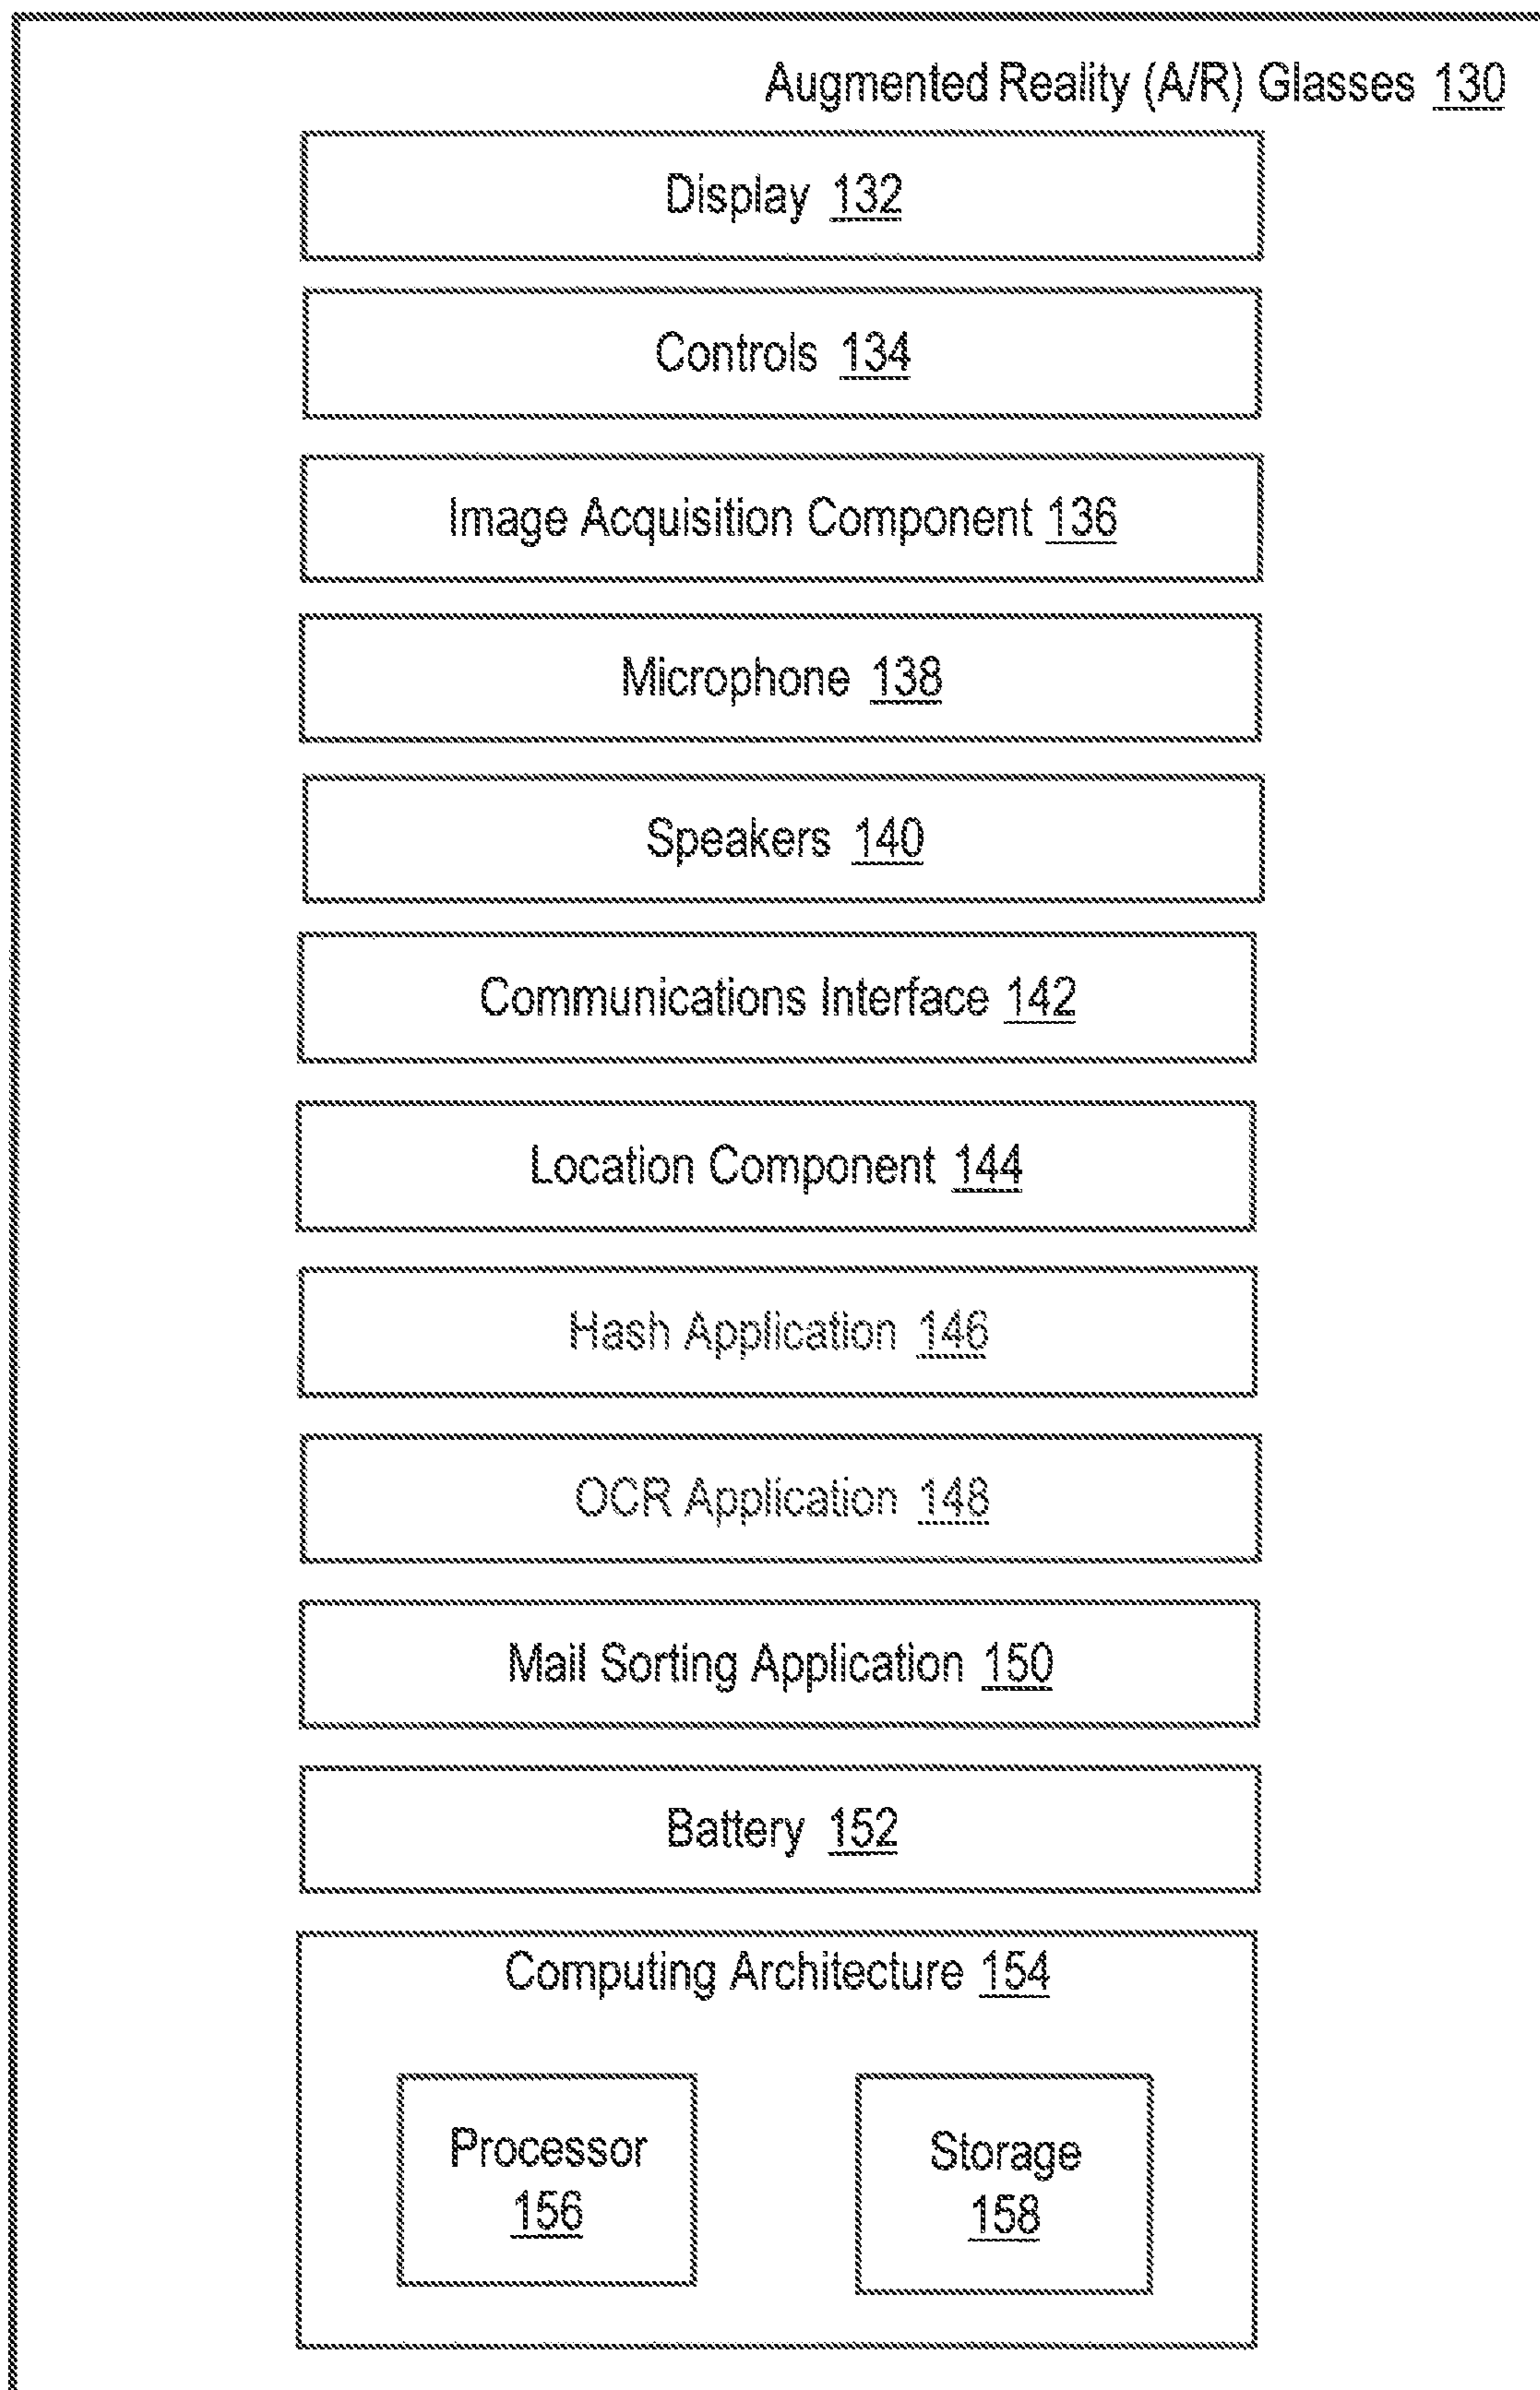 Augmented Reality (A/R) Glasses 130
Display 132
Controls 134
Image Acquisition Component 136
Microphone 138
Speakers 140
Communications Interface 142
Location Component 144
Hash Application 146
OCR Application 148
Mail Sorting Application 150
Battery 152
Computing Architecture 154
Processor
156
Storage
158